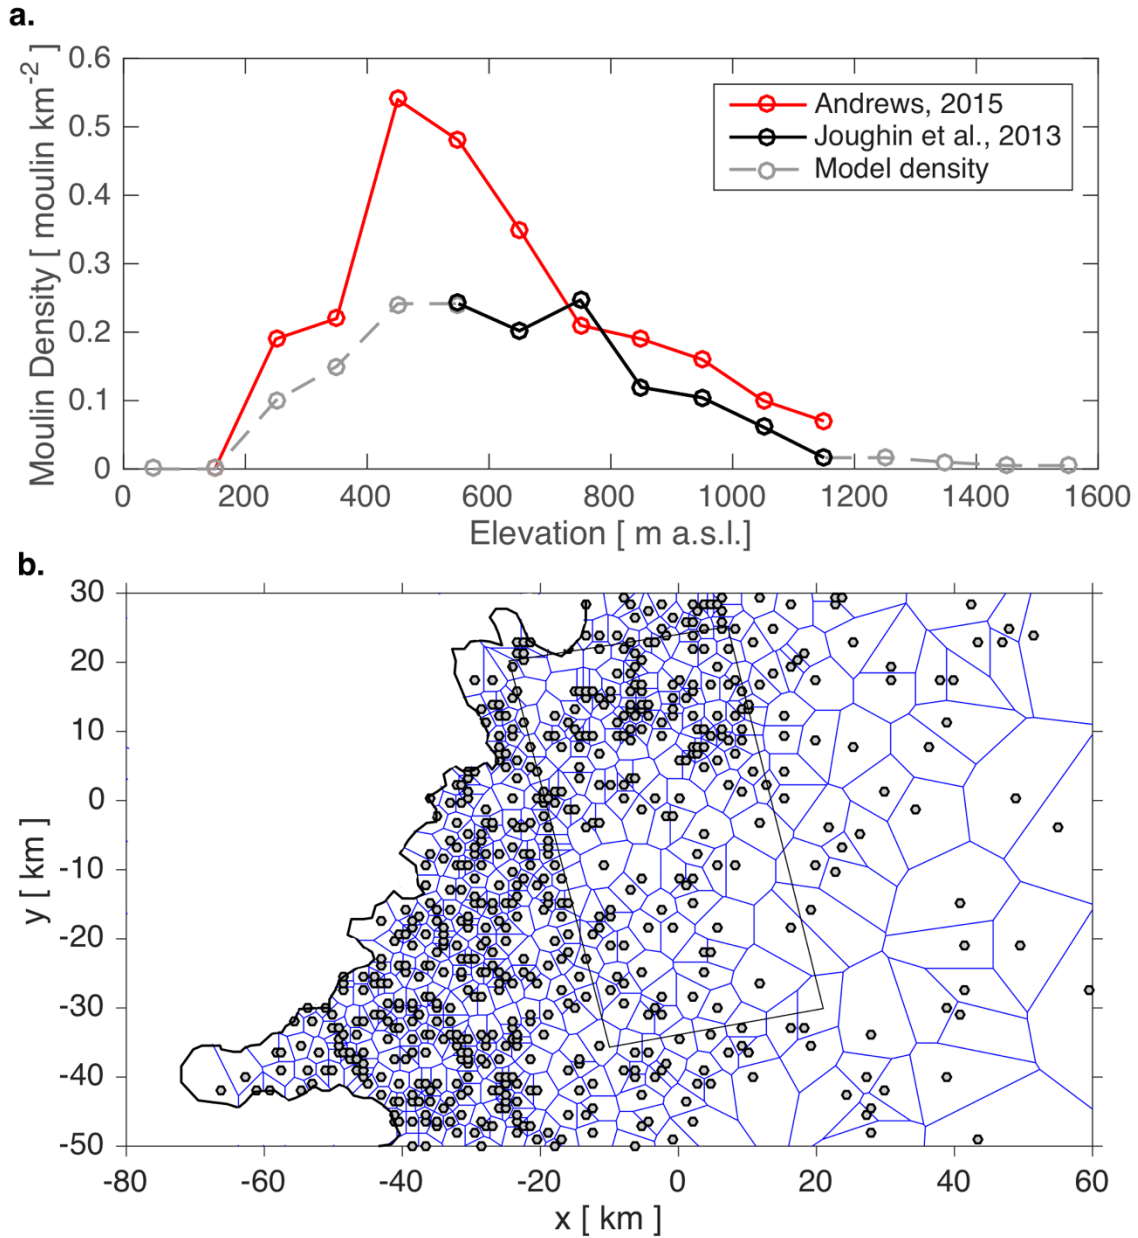 a.
0.6
0.5
0.4
0.3
0.2
0.1
0
Moulin Density [ moulin km-2 ]
Andrews, 2015
Joughin et al., 2013
Model density
0 200 400 600 800 1000 1200 1400 1600
Elevation [ m a.s.l.]
b.
30
20
10
0
-10
-20
-30
-40
-50
y [ km ]
-80 -60 -40 -20 0 20 40 60
x [ km ]